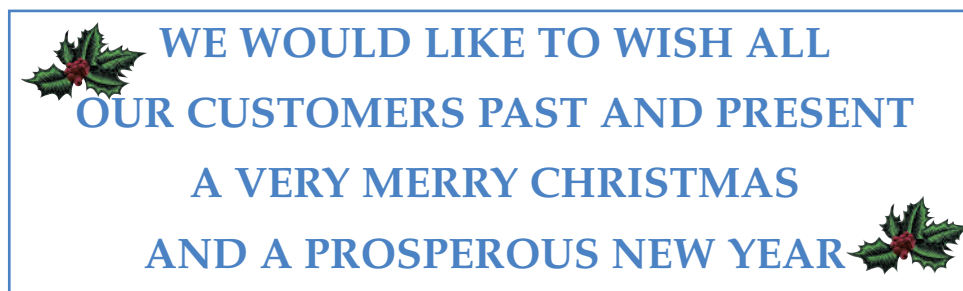 WE WOULD LIKE TO WISH ALL
OUR CUSTOMERS PAST AND PRESENT
A VERY MERRY CHRISTMAS
AND A PROSPEROUS NEW YEAR